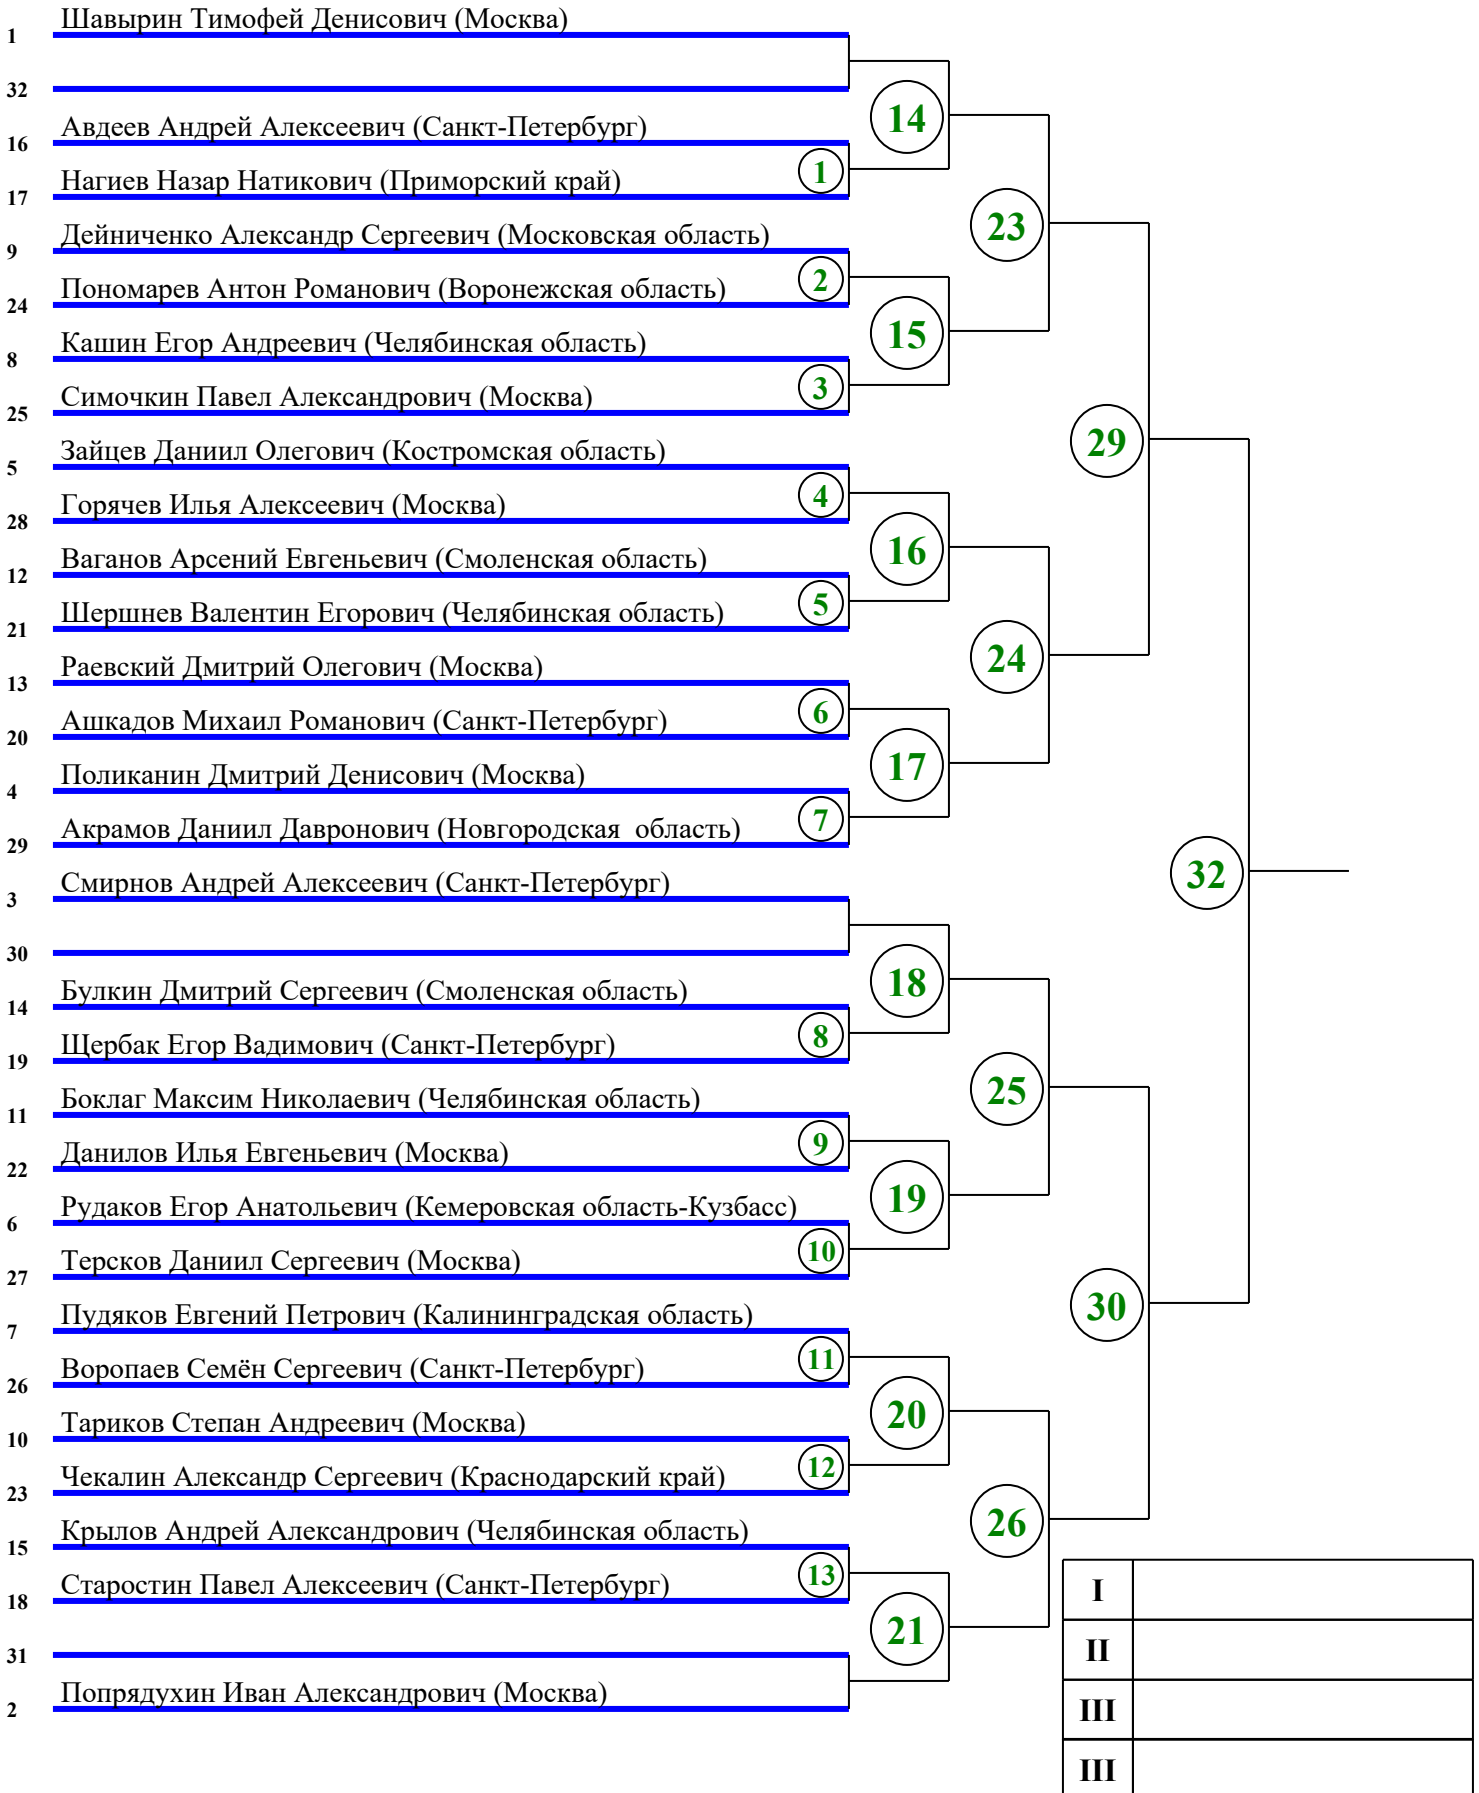 Шавырин Тимофей Денисович (Москва)
1
32
14
Авдеев Андрей Алексеевич (Санкт-Петербург)
16
1
Нагиев Назар Натикович (Приморский край)
17
23
Дейниченко Александр Сергеевич (Московская область)
9
2
Пономарев Антон Романович (Воронежская область)
24
15
Кашин Егор Андреевич (Челябинская область)
8
3
Симочкин Павел Александрович (Москва)
25
29
Зайцев Даниил Олегович (Костромская область)
5
4
Горячев Илья Алексеевич (Москва)
28
16
Ваганов Арсений Евгеньевич (Смоленская область)
12
5
Шершнев Валентин Егорович (Челябинская область)
21
24
Раевский Дмитрий Олегович (Москва)
13
6
Ашкадов Михаил Романович (Санкт-Петербург)
20
17
Поликанин Дмитрий Денисович (Москва)
4
7
Акрамов Даниил Давронович (Новгородская  область)
29
32
Смирнов Андрей Алексеевич (Санкт-Петербург)
3
30
18
Булкин Дмитрий Сергеевич (Смоленская область)
14
8
Щербак Егор Вадимович (Санкт-Петербург)
19
25
Боклаг Максим Николаевич (Челябинская область)
11
9
Данилов Илья Евгеньевич (Москва)
22
19
Рудаков Егор Анатольевич (Кемеровская область-Кузбасс)
6
10
Терсков Даниил Сергеевич (Москва)
27
30
Пудяков Евгений Петрович (Калининградская область)
7
11
Воропаев Семён Сергеевич (Санкт-Петербург)
26
20
Тариков Степан Андреевич (Москва)
10
12
Чекалин Александр Сергеевич (Краснодарский край)
23
26
Крылов Андрей Александрович (Челябинская область)
15
13
Старостин Павел Алексеевич (Санкт-Петербург)
18
I
21
31
II
Попрядухин Иван Александрович (Москва)
2
III
III